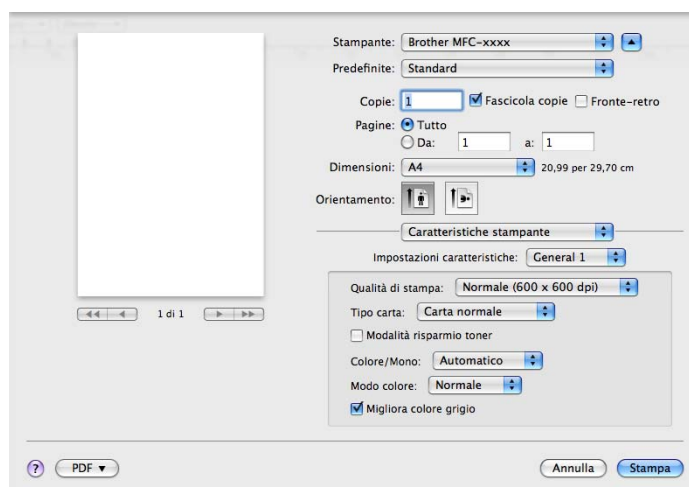 Stampante: Brother MFC-xxxx
Predefinite: Standard
Copie: 1 Fascicola copie Fronte-retro
Pagine: Tutto
Da: 1 a: 1
Dimensioni: A4 20,99 per 29,70 cm
Orientamento:
Caratteristiche stampante
Impostazioni caratteristiche: General 1
Qualità di stampa: Normale (600 x 600 dpi)
Tipo carta: Carta normale
Modalità risparmio toner
Colore/Mono: Automatico
Modo colore: Normale
Migliora colore grigio
1 di 1
? PDF Annulla Stampa